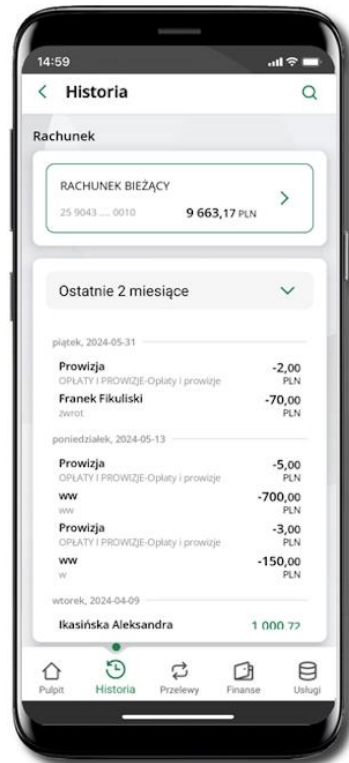 14:59
Historia
Rachunek
RACHUNEK BIEŻĄCY
25 9043 .... 0010 9 663,17 PLN
Ostatnie 2 miesiące
piątek, 2024-05-31
Prowizja -2,00
OPŁATY I PROWIZJE-Opłaty i prowizje PLN
Franek Fikuliski -70,00
zwrot PLN
poniedziałek, 2024-05-13
Prowizja -5,00
OPŁATY I PROWIZJE-Opłaty i prowizje PLN
ww -700,00
ww PLN
Prowizja -3,00
OPŁATY I PROWIZJE-Opłaty i prowizje PLN
ww -150,00
w PLN
wtorek, 2024-04-09
Ikasińska Aleksandra 1 000,72
Pulpit Historia Przelewy Finanse Usługi